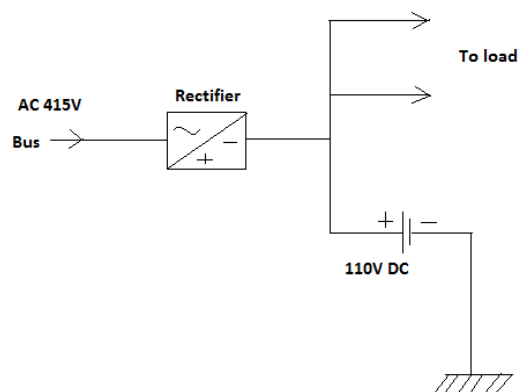 To load
Rectifier
AC 415V
Bus
~
+ −
+ −
110V DC